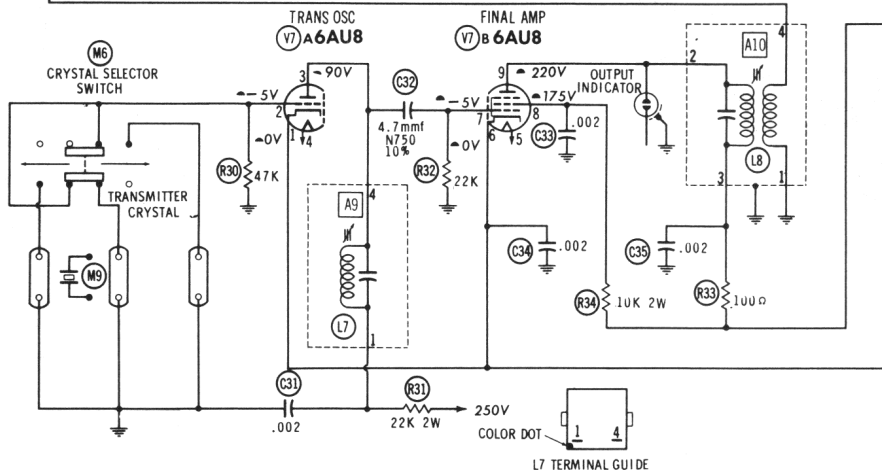 TRANS OSC
V7 A 6AU8
FINAL AMP
V7 B 6AU8
M6
CRYSTAL SELECTOR
SWITCH
3
90V
C32
9
220V
OUTPUT
INDICATOR
2
4
A10
-5V
2
-5V
175V
8
7
0V
1
4
4.7mmf
N750
10%
0V
6
5
C33
.002
R30
47K
R32
22K
L8
TRANSMITTER
CRYSTAL
A9
4
3
1
C34
.002
C35
.002
M9
R34
10K 2W
R33
100Ω
L7
1
C31
.002
R31
22K 2W
250V
COLOR DOT
1
4
L7 TERMINAL GUIDE